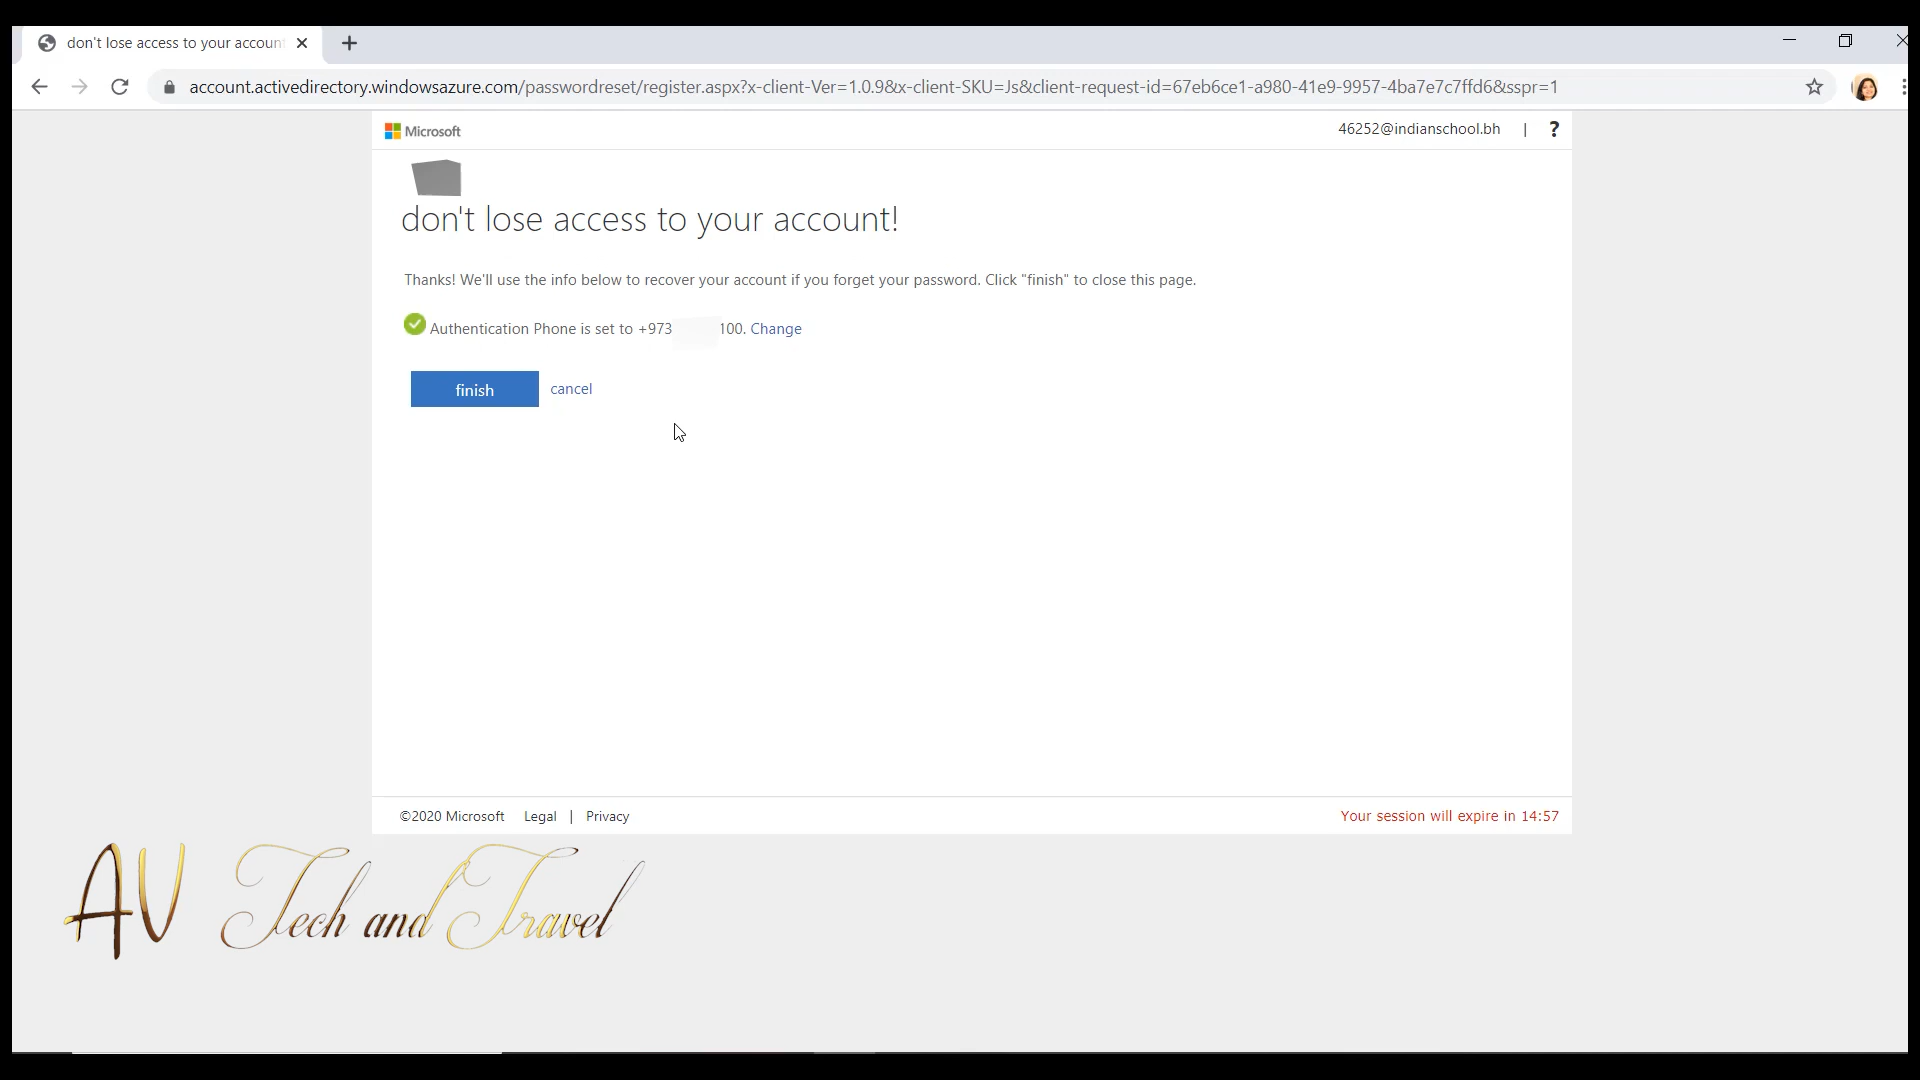 don't lose access to your accoun
account.activedirectory.windowsazure.com/passwordreset/register.aspx?x-client-Ver=1.0.9&x-client-SKU=Js&client-request-id=67eb6ce1-a980-41e9-9957-4ba7e7c7ffd6&sspr=1
Microsoft
46252@indianschool.bh | ?
don't lose access to your account!
Thanks! We'll use the info below to recover your account if you forget your password. Click "finish" to close this page.
Authentication Phone is set to +973 100. Change
finish cancel
©2020 Microsoft Legal | Privacy
Your session will expire in 14:57
AV Tech and Travel